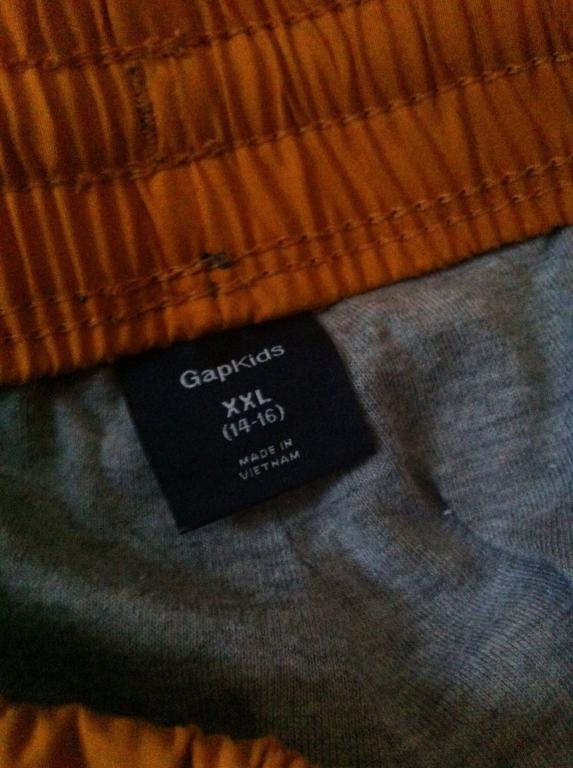 GapKids
XXL
(14-16)
MADE IN
VIETNAM